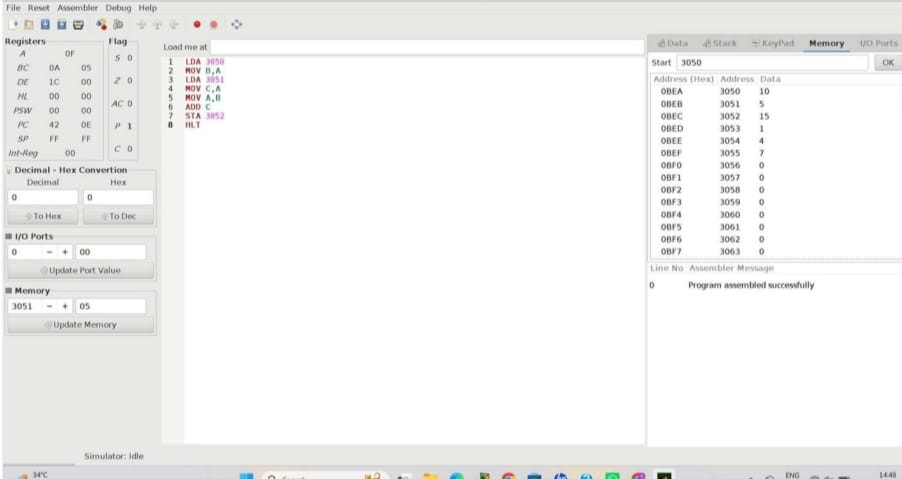 File Reset Assembler Debug Help
Registers
A 0F
BC 0A 05
DE 1C 00
HL 00 00
PSW 00 00
PC 42 0E
SP FF FF
Int-Reg 00
Flag
S 0
Z 0
AC 0
P 1
C 0
Decimal - Hex Convertion
Decimal Hex
0 0
To Hex To Dec
I/O Ports
0 - + 00
Update Port Value
Memory
3051 - + 05
Update Memory
Load me at
1 LDA 3050
2 MOV B,A
3 LDA 3051
4 MOV C,A
5 MOV A,B
6 ADD C
7 STA 3052
8 HLT
Data Stack KeyPad Memory I/O Ports
Start 3050 OK
Address (Hex) Address Data
0BEA 3050 10
0BEB 3051 5
0BEC 3052 15
0BED 3053 1
0BEE 3054 4
0BEF 3055 7
0BF0 3056 0
0BF1 3057 0
0BF2 3058 0
0BF3 3059 0
0BF4 3060 0
0BF5 3061 0
0BF6 3062 0
0BF7 3063 0
Line No Assembler Message
0 Program assembled successfully
Simulator: Idle
34°C
ENG
14:48